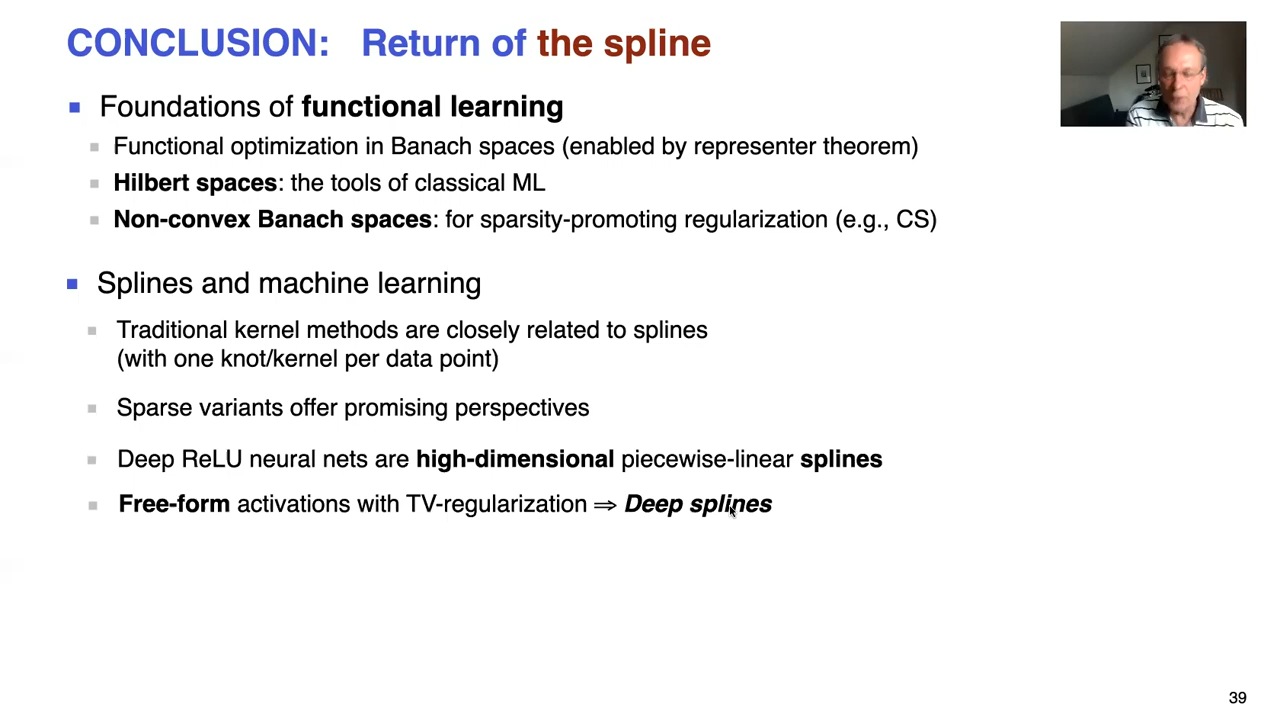 CONCLUSION: Return of the spline
Foundations of functional learning
Functional optimization in Banach spaces (enabled by representer theorem)
Hilbert spaces: the tools of classical ML
Non-convex Banach spaces: for sparsity-promoting regularization (e.g., CS)
Splines and machine learning
Traditional kernel methods are closely related to splines
(with one knot/kernel per data point)
Sparse variants offer promising perspectives
Deep ReLU neural nets are high-dimensional piecewise-linear splines
Free-form activations with TV-regularization ⇒ Deep splines
39